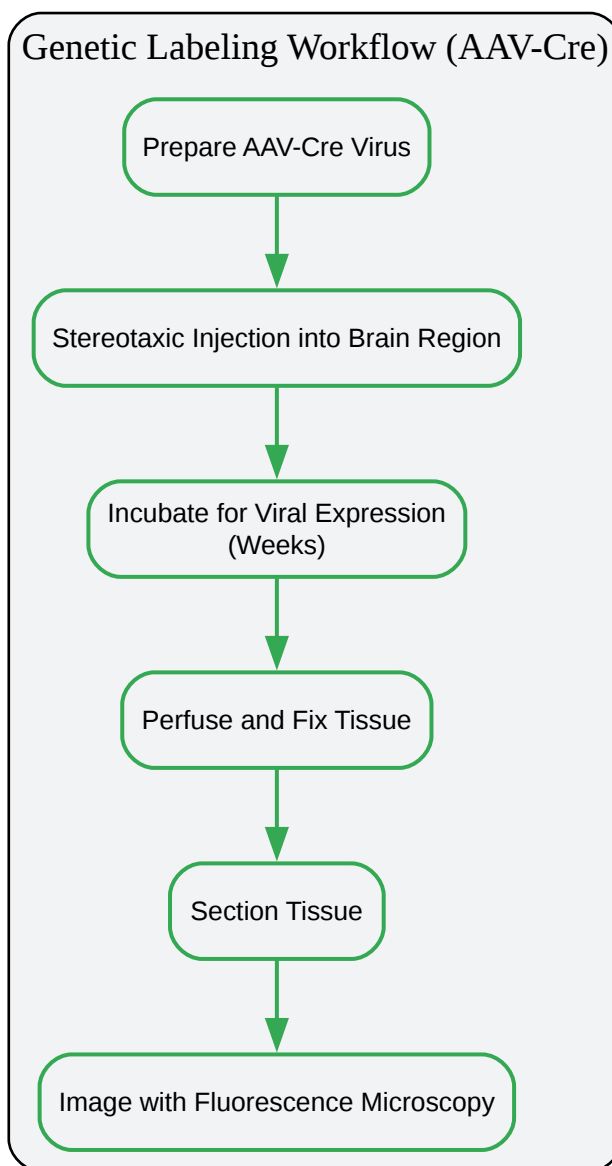 Genetic Labeling Workflow (AAV-Cre)
Prepare AAV-Cre Virus
Stereotaxic Injection into Brain Region
Incubate for Viral Expression
(Weeks)
Perfuse and Fix Tissue
Section Tissue
Image with Fluorescence Microscopy